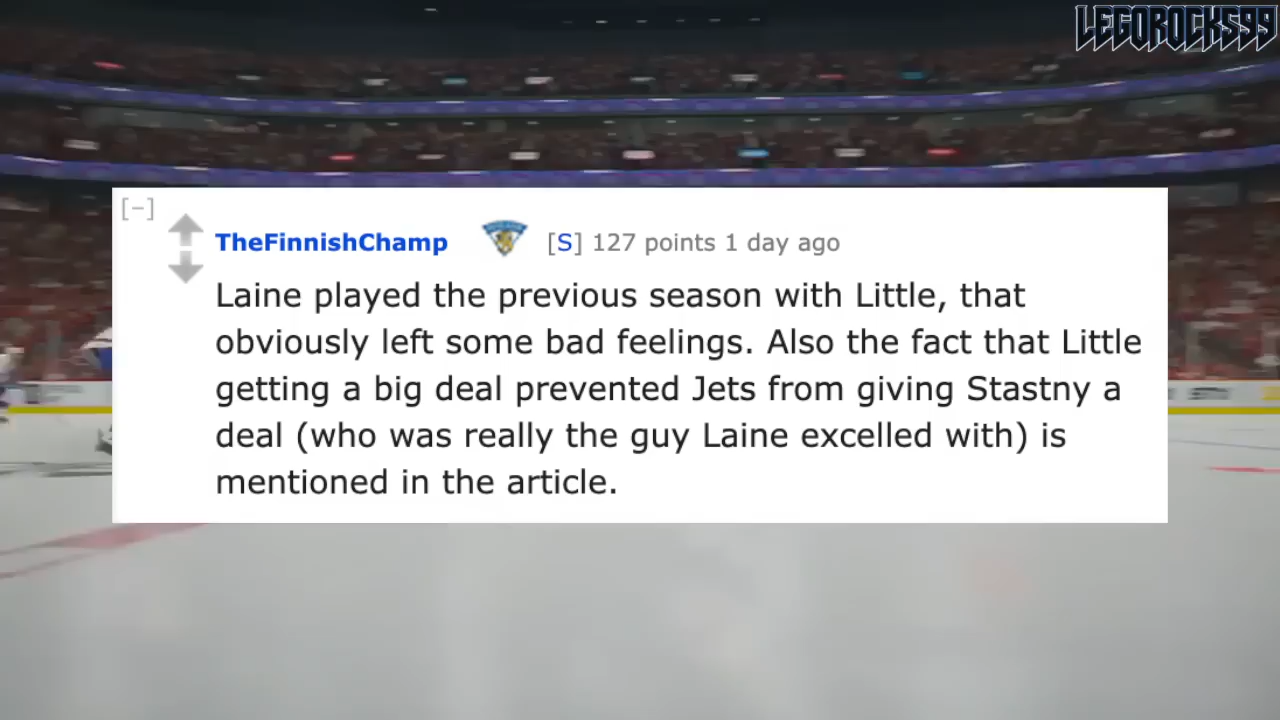 LEGOROCKS99
[−]
TheFinnishChamp [S] 127 points 1 day ago
Laine played the previous season with Little, that
obviously left some bad feelings. Also the fact that Little
getting a big deal prevented Jets from giving Stastny a
deal (who was really the guy Laine excelled with) is
mentioned in the article.